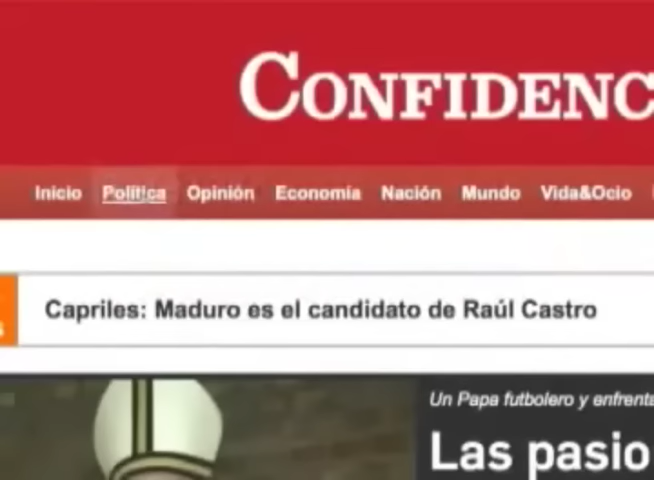 CONFIDENC
Inicio Política Opinión Economía Nación Mundo Vida&Ocio
Capriles: Maduro es el candidato de Raúl Castro
Un Papa futbolero y enfrenta
Las pasio